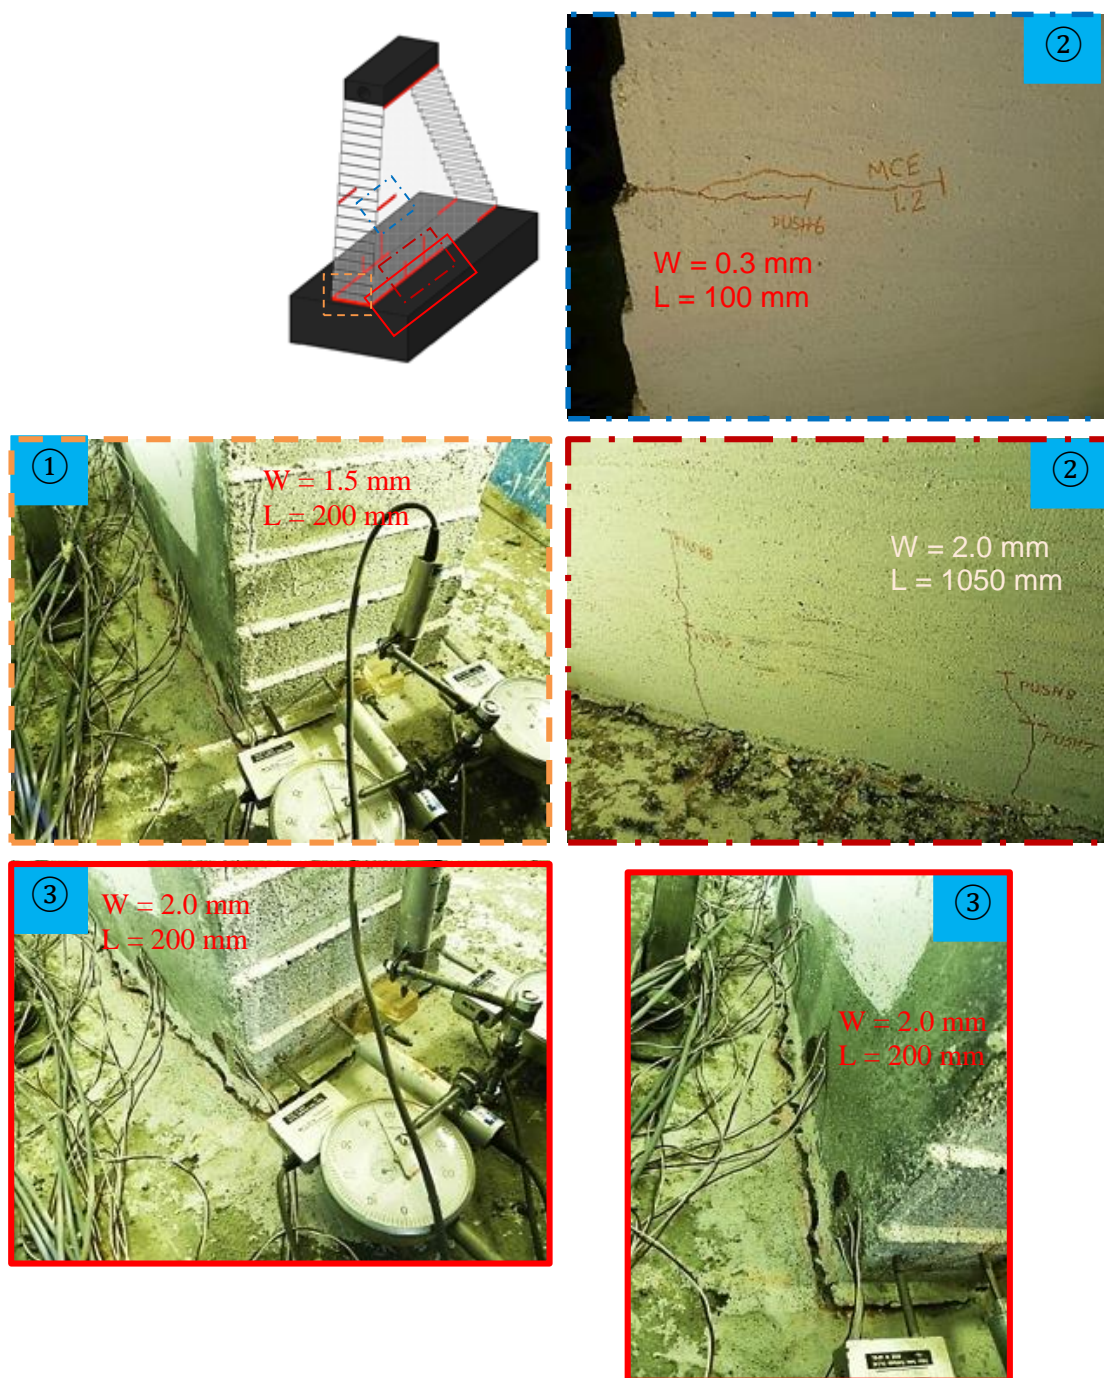 ②
MCE
1.2
PUSH6
W = 0.3 mm
L = 100 mm
①
W = 1.5 mm
L = 200 mm
②
W = 2.0 mm
L = 1050 mm
PUSH8
PUSH8
PUSH7
③
W = 2.0 mm
L = 200 mm
③
W = 2.0 mm
L = 200 mm